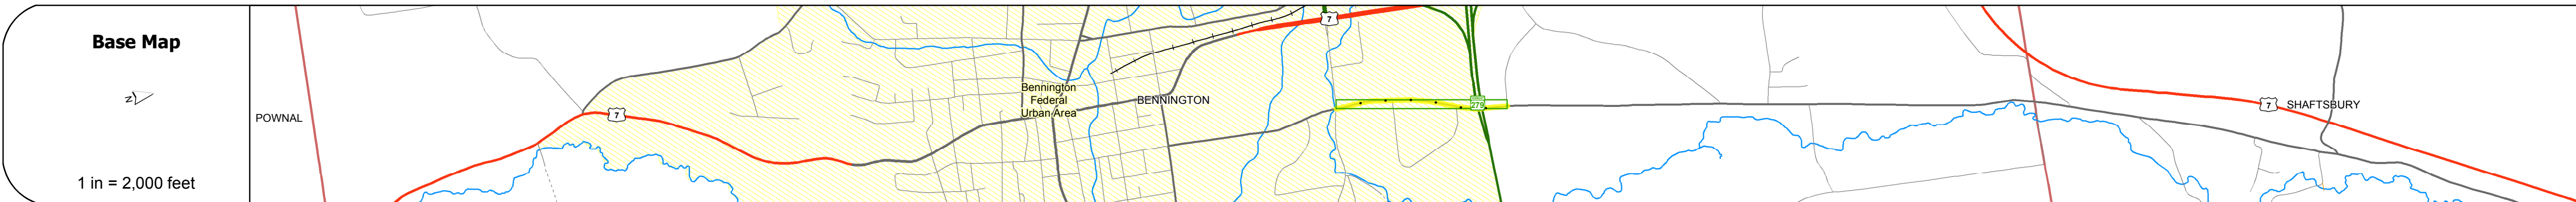 Base Map
N
1 in = 2,000 feet
POWNAL
7
Bennington
Federal
Urban Area
BENNINGTON
7
279
7
SHAFTSBURY